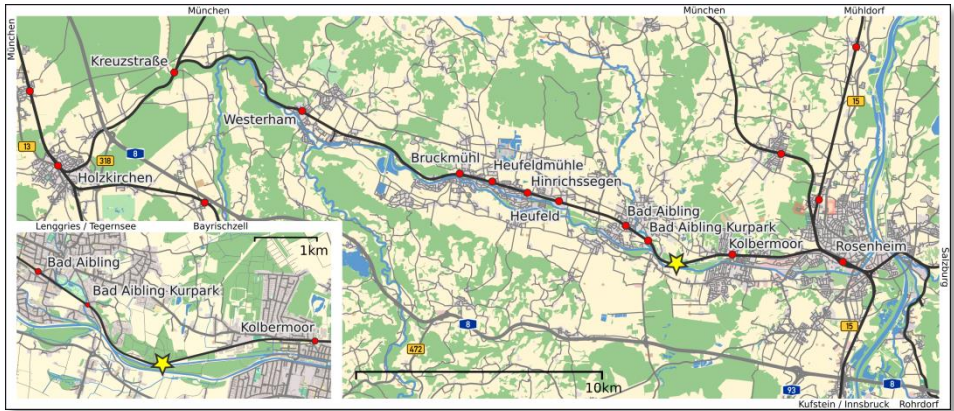 München
München
Mühldorf
München
Kreuzstraße
15
Westerham
13
318
8
Bruckmühl
Heufeldmühle
Holzkirchen
Hinrichssegen
Heufeld
Bad Aibling
Lenggries / Tegernsee
Bayrischzell
Bad Aibling-Kurpark
1km
Kolbermoor
Rosenheim
Bad Aibling
Salzburg
Bad Aibling-Kurpark
Kolbermoor
8
15
472
10km
93
8
Kufstein / Innsbruck
Rohrdorf